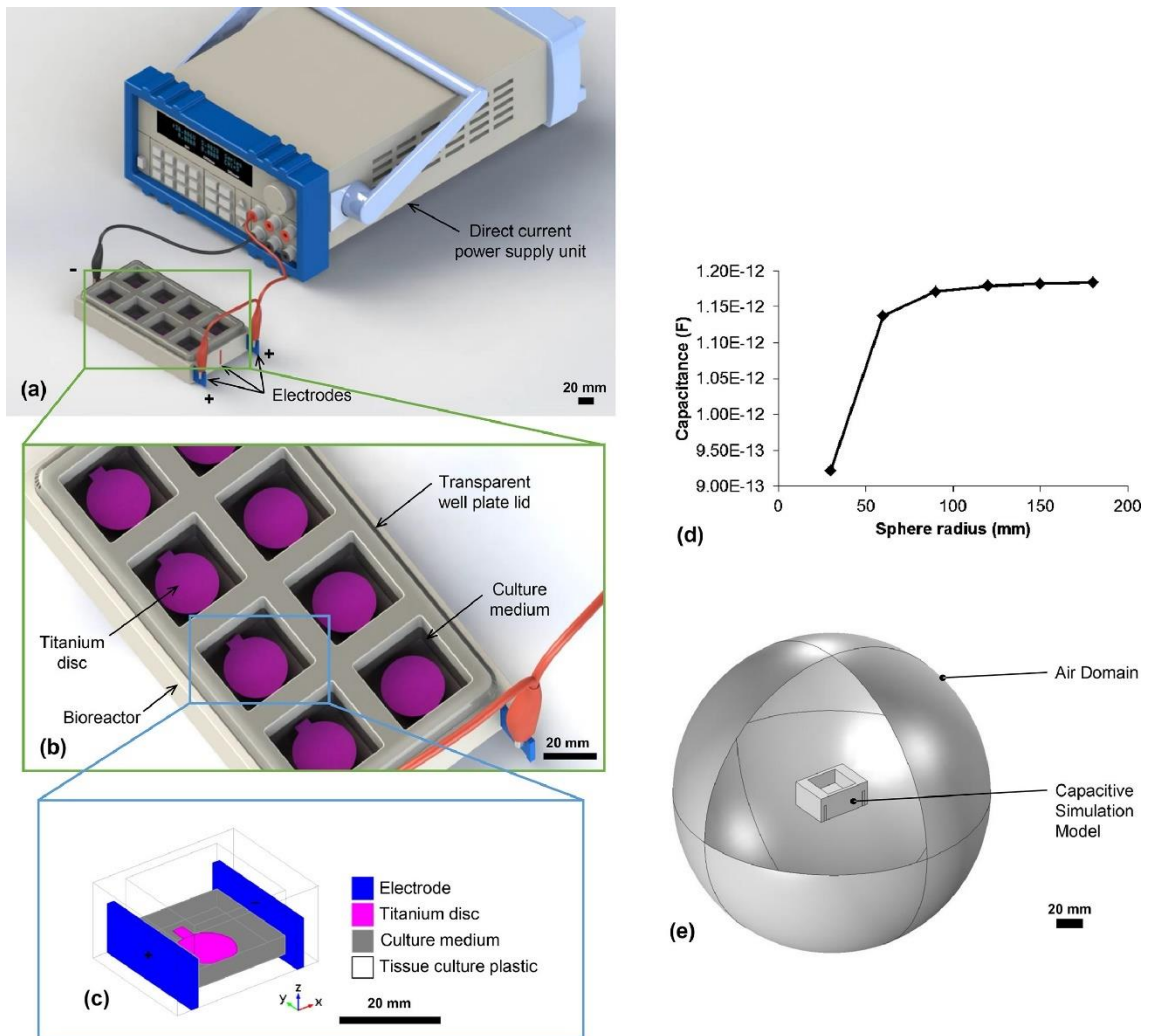 Direct current
power supply unit
-
+
+
Electrodes
(a)
20 mm
Transparent
well plate lid
Culture
medium
Titanium
disc
Bioreactor
(b)
20 mm
Electrode
Titanium disc
Culture medium
Tissue culture plastic
(c)
z
y
x
20 mm
1.20E-12
1.15E-12
1.10E-12
1.05E-12
1.00E-12
9.50E-13
9.00E-13
Capacitance (F)
0 50 100 150 200
Sphere radius (mm)
(d)
Air Domain
Capacitive
Simulation
Model
20 mm
(e)